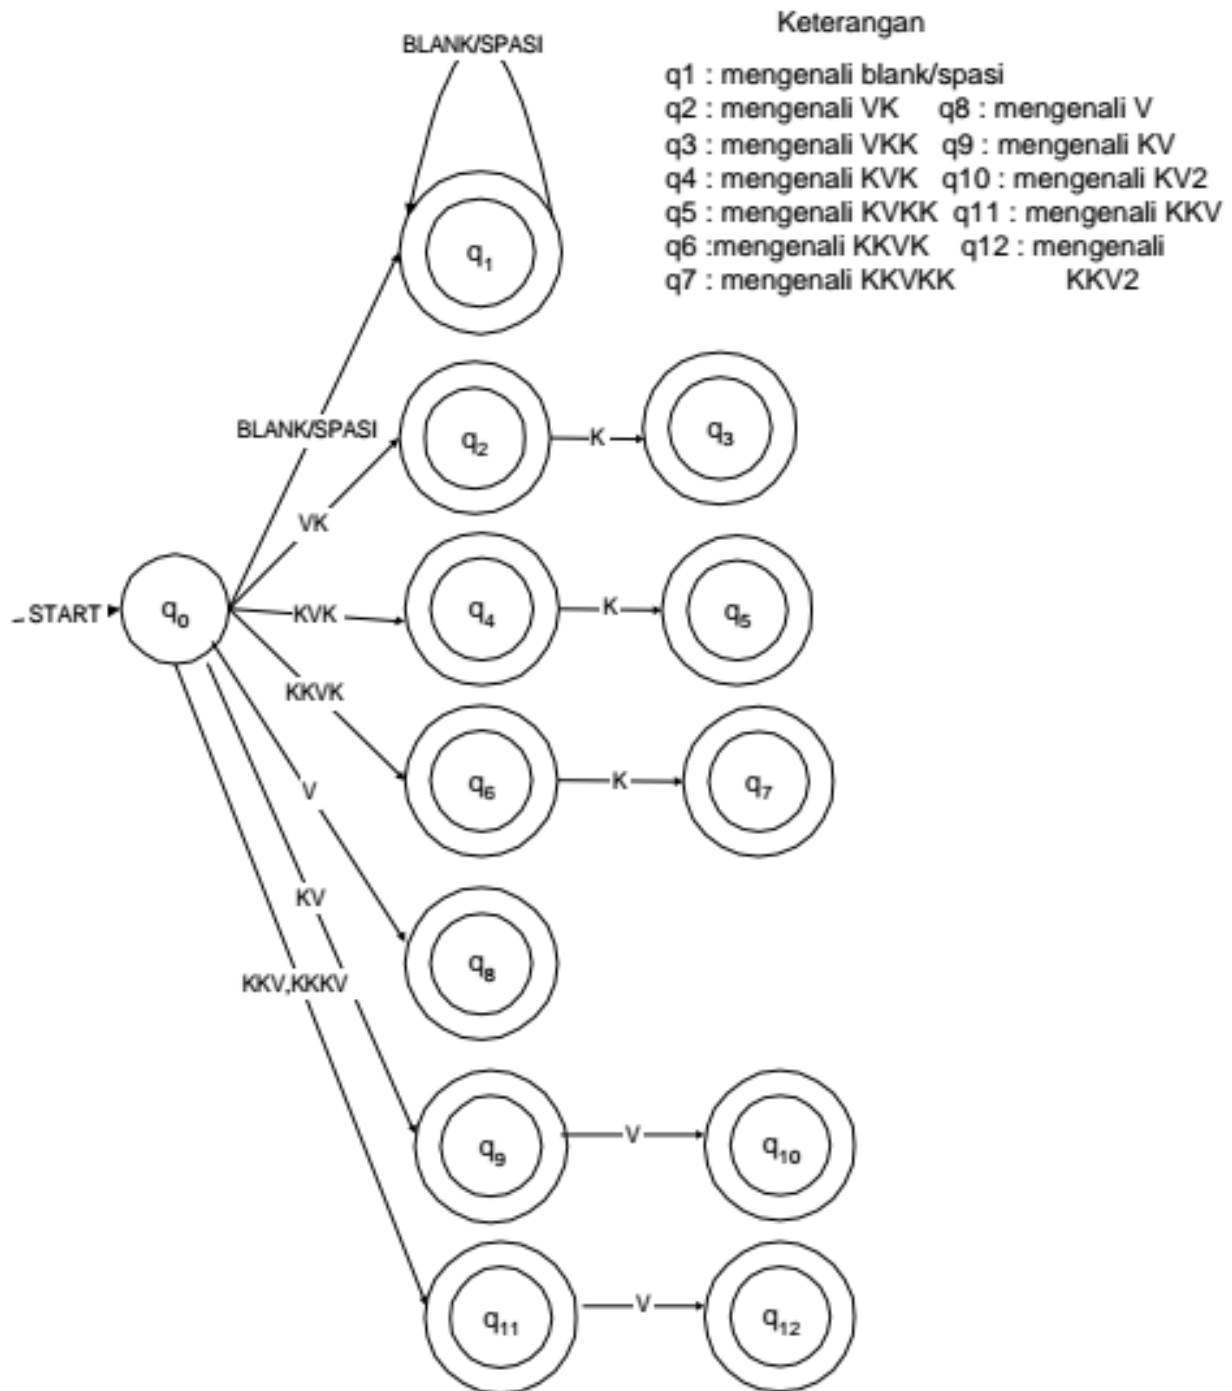 Keterangan
BLANK/SPASI
q1 : mengenali blank/spasi
q2 : mengenali VK q8 : mengenali V
q3 : mengenali VKK q9 : mengenali KV
q4 : mengenali KVK q10 : mengenali KV2
q5 : mengenali KVKK q11 : mengenali KKV
q6 :mengenali KKVK q12 : mengenali
q7 : mengenali KKVKK KKV2
q1
BLANK/SPASI
q2
K
q3
VK
START
q0
KVK
q4
K
q5
KKVK
q6
K
q7
V
KV
q8
KKV,KKKV
q9
V
q10
q11
V
q12